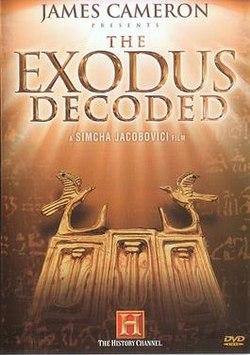 JAMES CAMERON
PRESENTS
THE
EXODUS
DECODED
A SIMCHA JACOBOVICI FILM
H
THE HISTORY CHANNEL
DVD